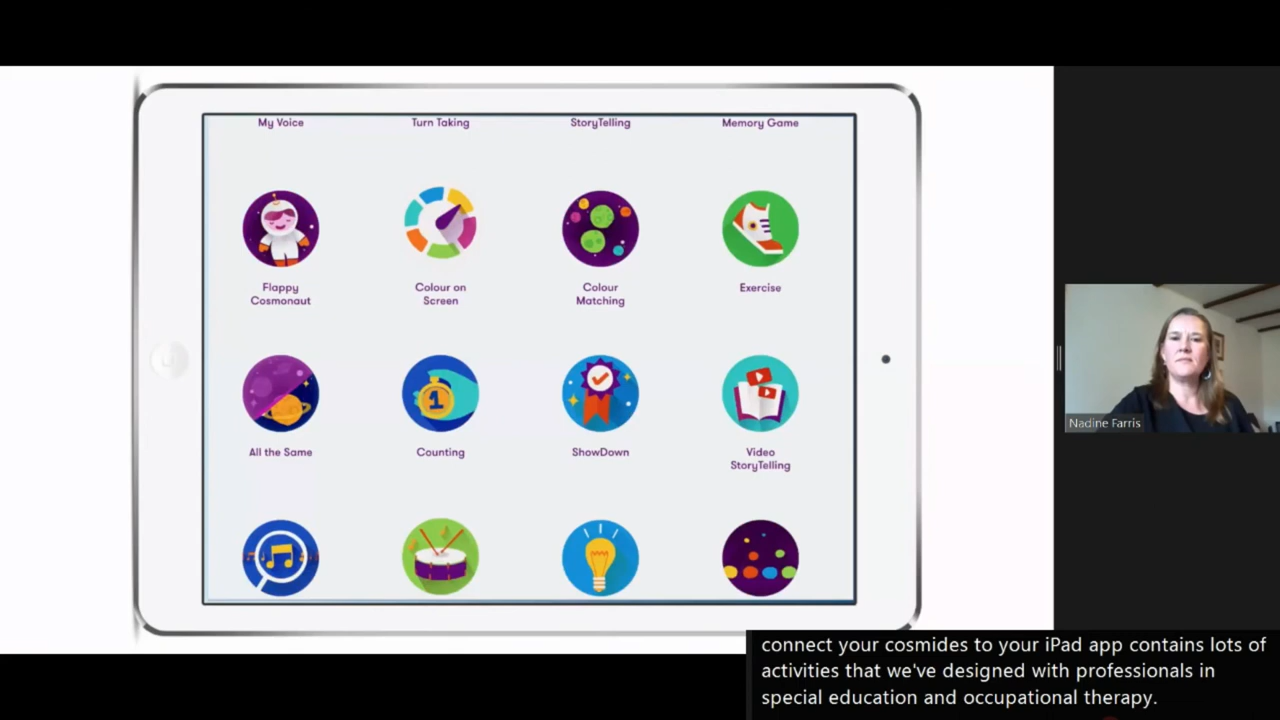 My Voice
Turn Taking
StoryTelling
Memory Game
Flappy
Cosmonaut
Colour on
Screen
Colour
Matching
Exercise
All the Same
Counting
1
ShowDown
Video
StoryTelling
Nadine Farris
connect your cosmides to your iPad app contains lots of
activities that we've designed with professionals in
special education and occupational therapy.